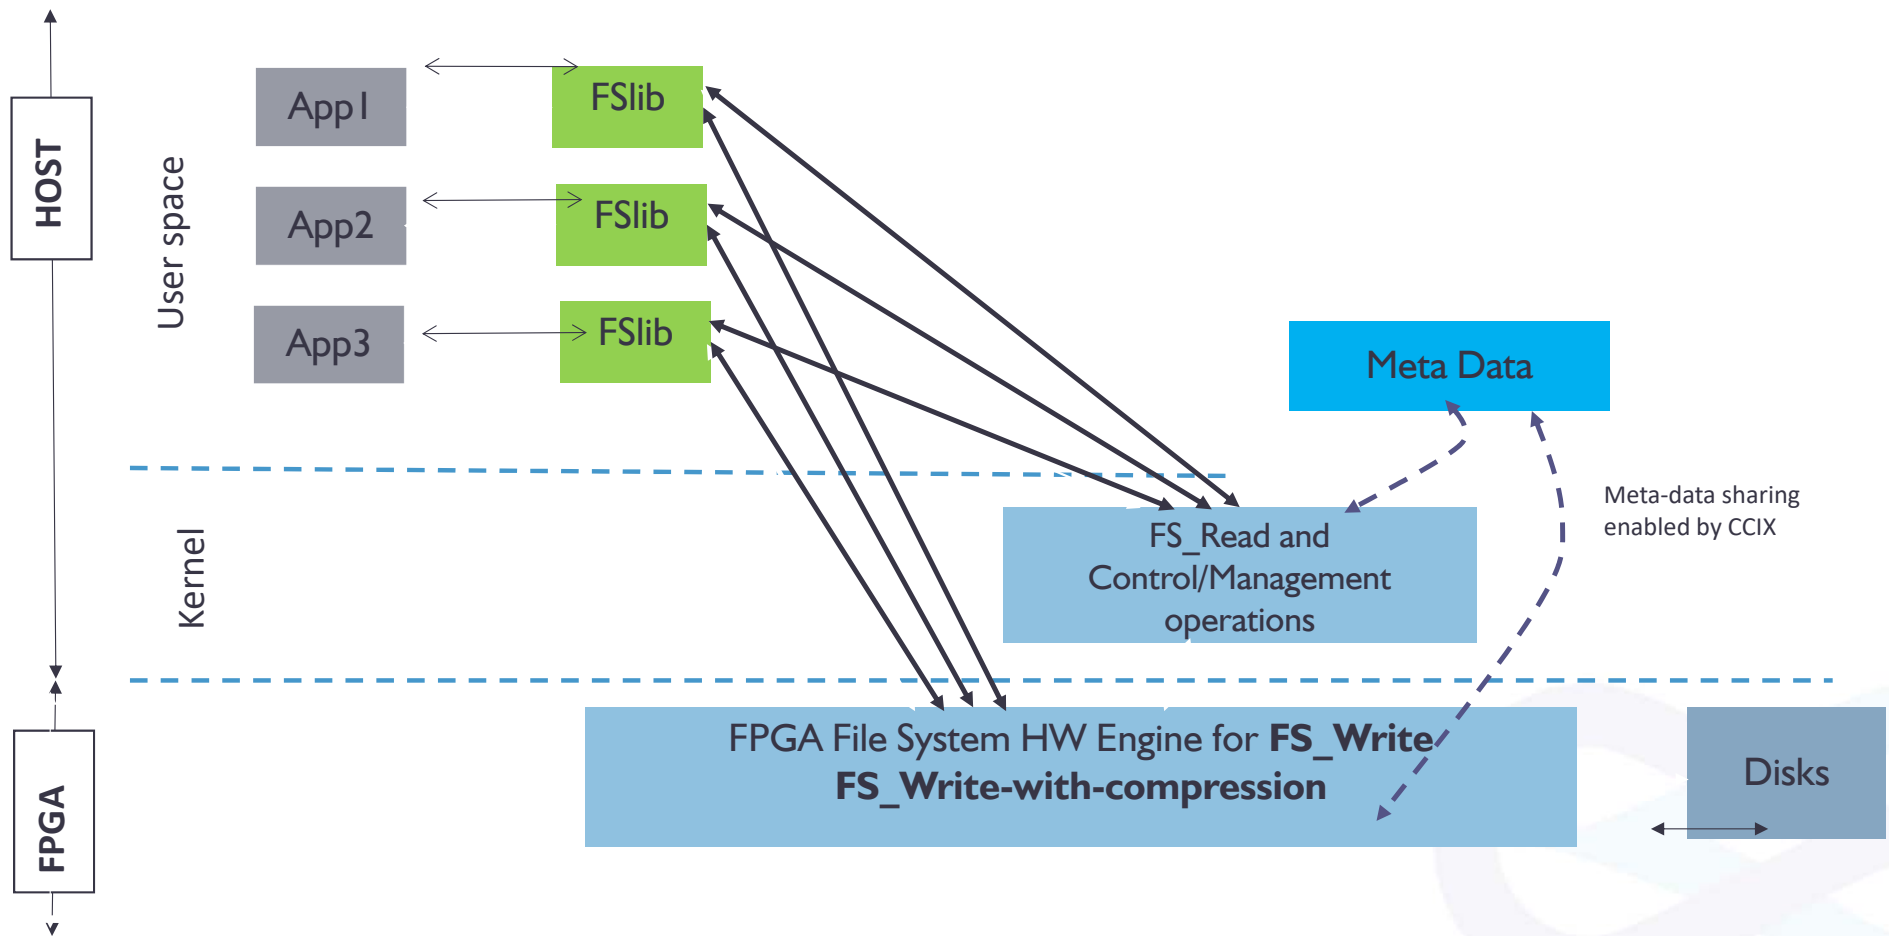 HOST
User space
App1
FSlib
App2
FSlib
App3
FSlib
Meta Data
Meta-data sharing
enabled by CCIX
Kernel
FS_Read and
Control/Management
operations
FPGA
FPGA File System HW Engine for FS_Write
FS_Write-with-compression
Disks